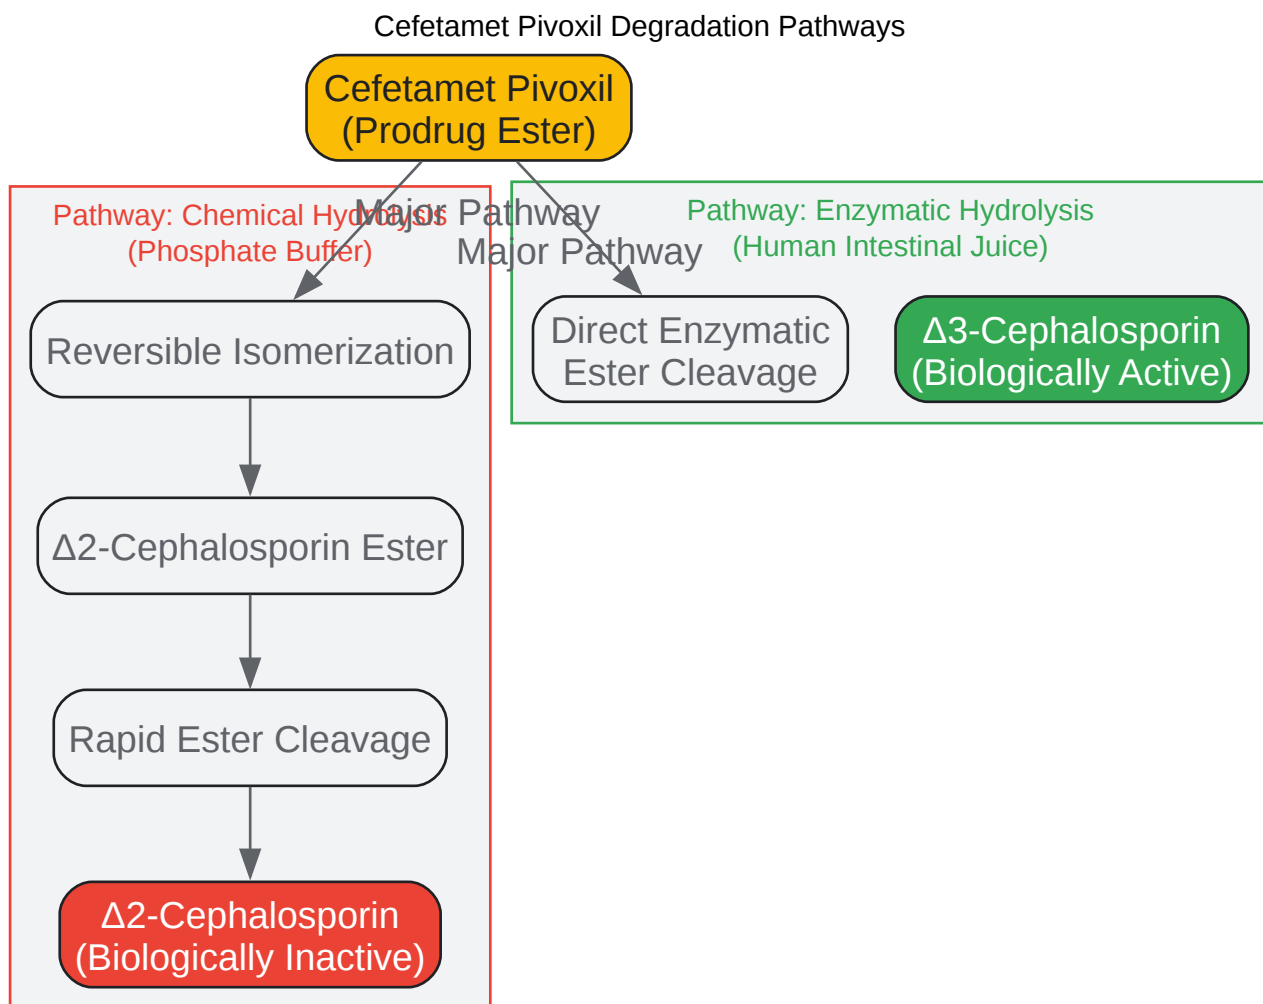 Cefetamet Pivoxil Degradation Pathways
Cefetamet Pivoxil
(Prodrug Ester)
Pathway: Chemical Hydrolysis
(Phosphate Buffer)
Major Pathway
Major Pathway
Pathway: Enzymatic Hydrolysis
(Human Intestinal Juice)
Reversible Isomerization
Direct Enzymatic
Ester Cleavage
Δ3-Cephalosporin
(Biologically Active)
Δ2-Cephalosporin Ester
Rapid Ester Cleavage
Δ2-Cephalosporin
(Biologically Inactive)